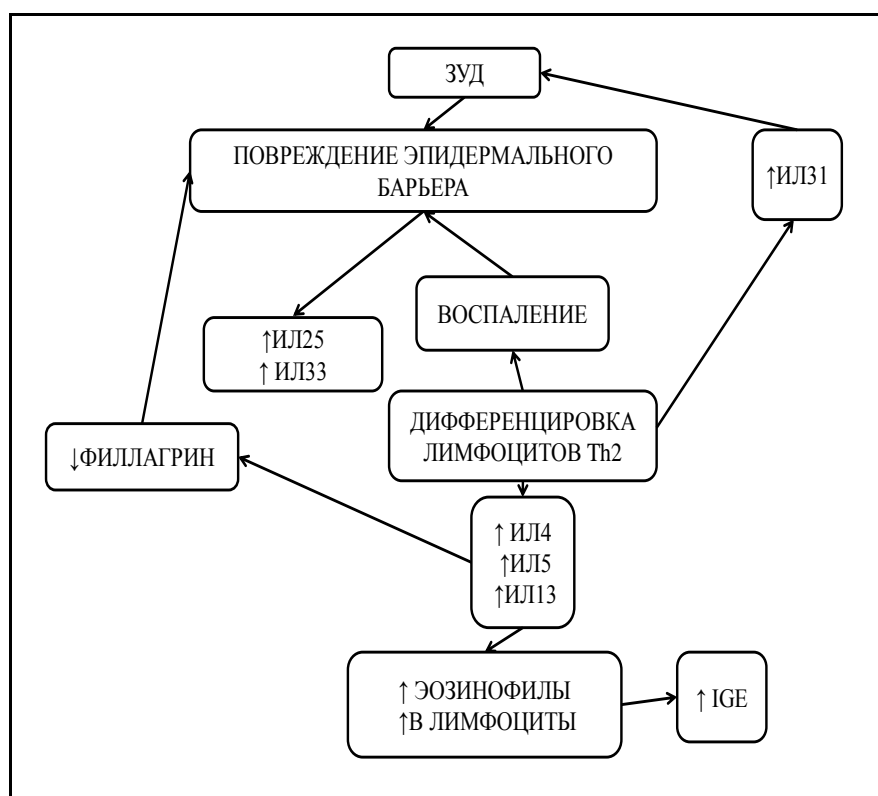 ЗУД
ПОВРЕЖДЕНИЕ ЭПИДЕРМАЛЬНОГО
БАРЬЕРА
↑ИЛ31
ВОСПАЛЕНИЕ
↑ИЛ25
↑ ИЛ33
ДИФФЕРЕНЦИРОВКА
ЛИМФОЦИТОВ Th2
↓ФИЛЛАГРИН
↑ ИЛ4
↑ИЛ5
↑ИЛ13
↑ ЭОЗИНОФИЛЫ
↑В ЛИМФОЦИТЫ
↑ IGE